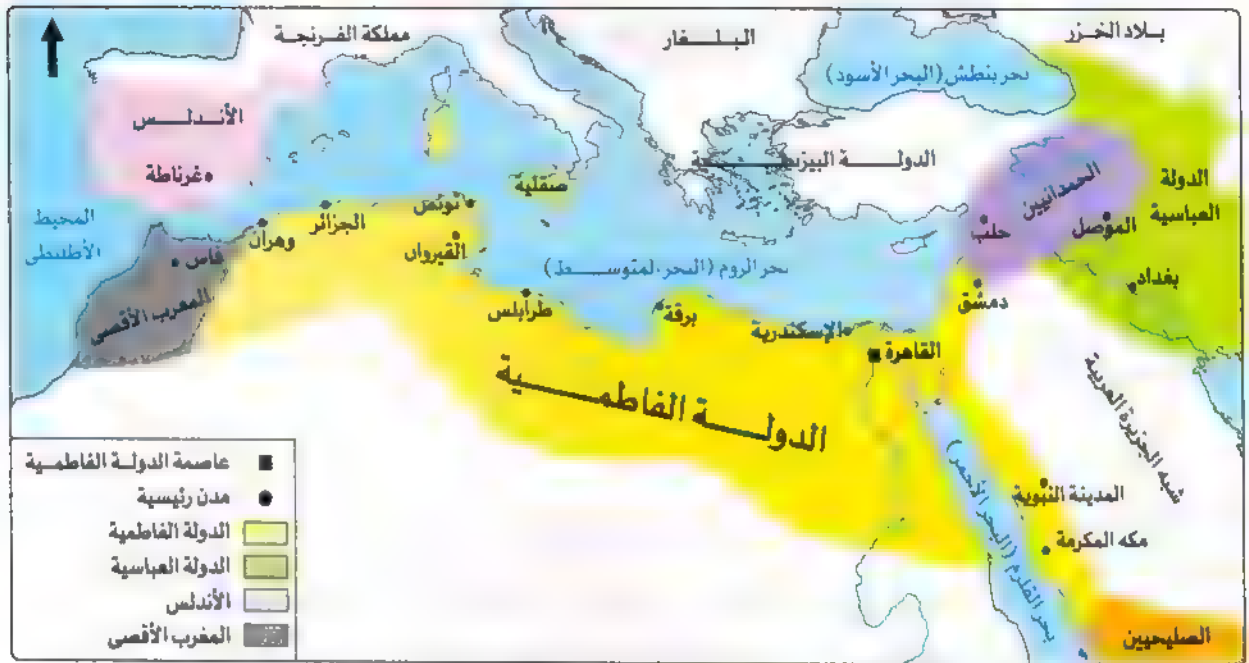 مملكة الفرنجة
البلغار
بلاد الخزر
بحر بنطش (البحر الأسود)
الأندلس
غرناطة
الدولة البيزنطية
الحمدانيين
الدولة
العباسية
صقلية
تونس
الجزائر
وهران
المحيط
الأطلسي
فاس
المغرب الأقصى
القيروان
حلب
الموصل
بحر الروم (البحر المتوسط)
بغداد
دمشق
طرابلس
برقة
الإسكندرية
القاهرة
الدولة الفاطمية
شبه الجزيرة العربية
المدينة النبوية
مكه المكرمة
بحر القلزم (البحر الأحمر)
الصليحيين
عاصمة الدولة الفاطمية
مدن رئيسية
الدولة الفاطمية
الدولة العباسية
الأندلس
المغرب الأقصى